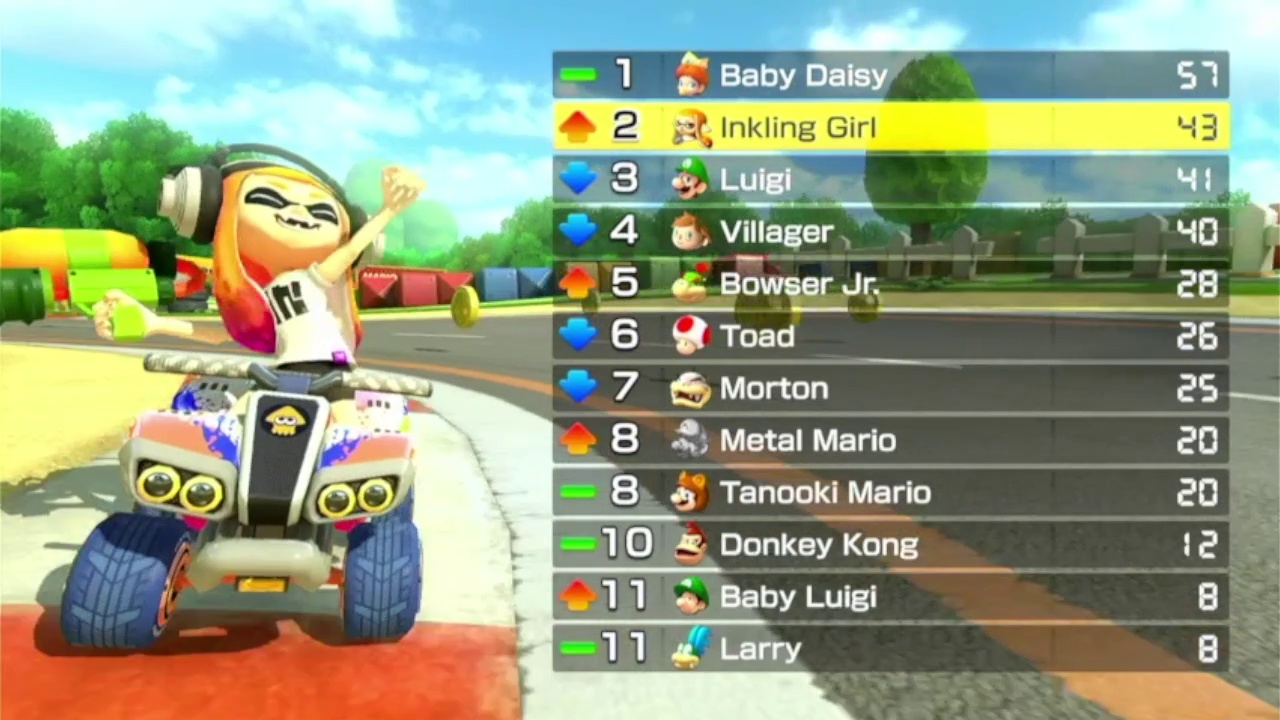 1 Baby Daisy 57
2 Inkling Girl 43
3 Luigi 41
4 Villager 40
5 Bowser Jr. 28
6 Toad 26
7 Morton 25
8 Metal Mario 20
8 Tanooki Mario 20
10 Donkey Kong 12
11 Baby Luigi 8
11 Larry 8
MARIO